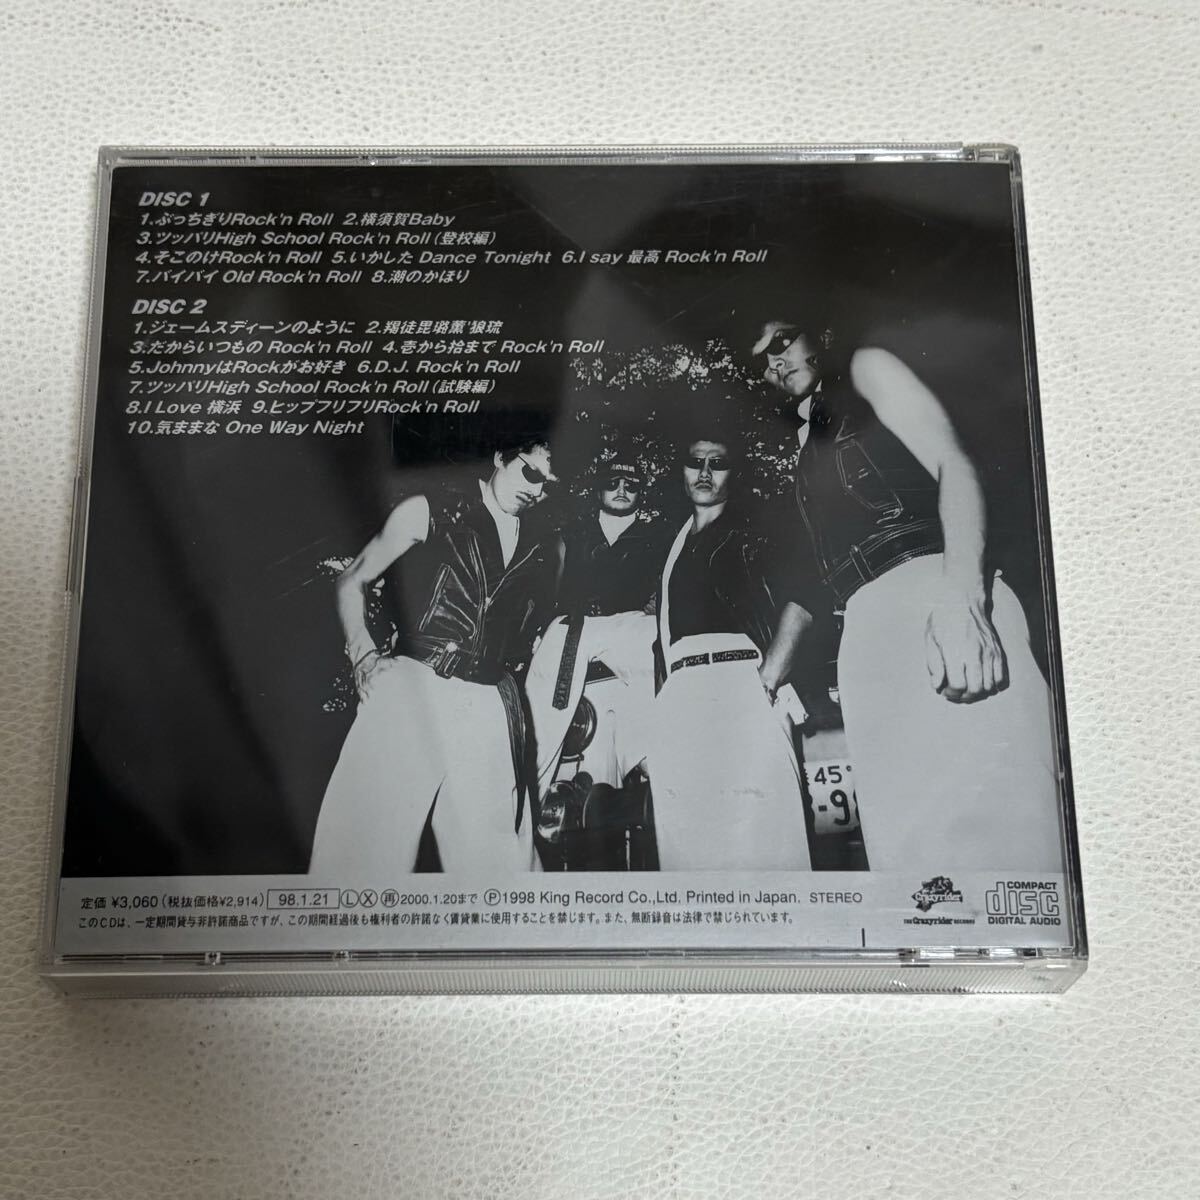 DISC 1
1.ぶっちぎりRock'n Roll 2.横須賀Baby
3.ツッパリHigh School Rock'n Roll(登校編)
4.そこのけRock'n Roll 5.いかした Dance Tonight 6.I say 最高 Rock'n Roll
7.バイバイ Old Rock'n Roll 8.潮のかほり
DISC 2
1.ジェームスディーンのように 2.羯徒毘璐薫'狼琉
3.だからいつもの Rock'n Roll 4.壱から拾まで Rock'n Roll
5.JohnnyはRockがお好き 6.D.J. Rock'n Roll
7.ツッパリHigh School Rock'n Roll(試験編)
8.I Love 横浜 9.ヒップフリフリRock'n Roll
10.気ままな One Way Night
45
-9
定価 ¥3,060(税抜価格¥2,914) 98.1.21 Ⓛ Ⓧ 再 2000.1.20まで Ⓟ1998 King Record Co.,Ltd. Printed in Japan. STEREO
このCDは、一定期間貸与非許諾商品ですが、この期間経過後も権利者の許諾なく賃貸業に使用することを禁じます。また、無断録音は法律で禁じられています。
Crazyrider
THE Crazyrider RECORDS
COMPACT
disc
DIGITAL AUDIO